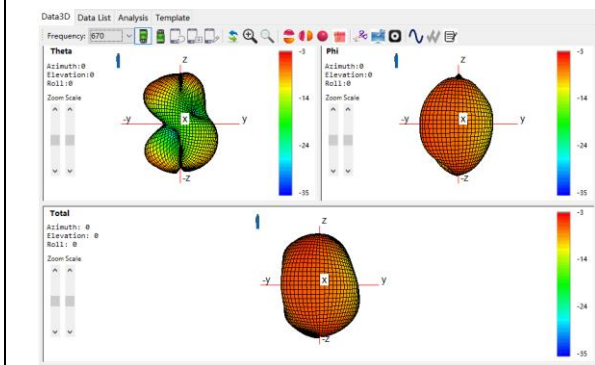 Data3D Data List Analysis Template
Frequency: 670
Theta
Azimuth:0
Elevation:0
Roll:0
Zoom Scale
z
-y
x
y
-z
-3
-14
-24
-35
Phi
Azimuth:0
Elevation:0
Roll:0
Zoom Scale
z
-y
x
y
-z
-3
-14
-24
-35
Total
Azimuth: 0
Elevation: 0
Roll: 0
Zoom Scale
z
-y
x
y
-z
-3
-14
-24
-35